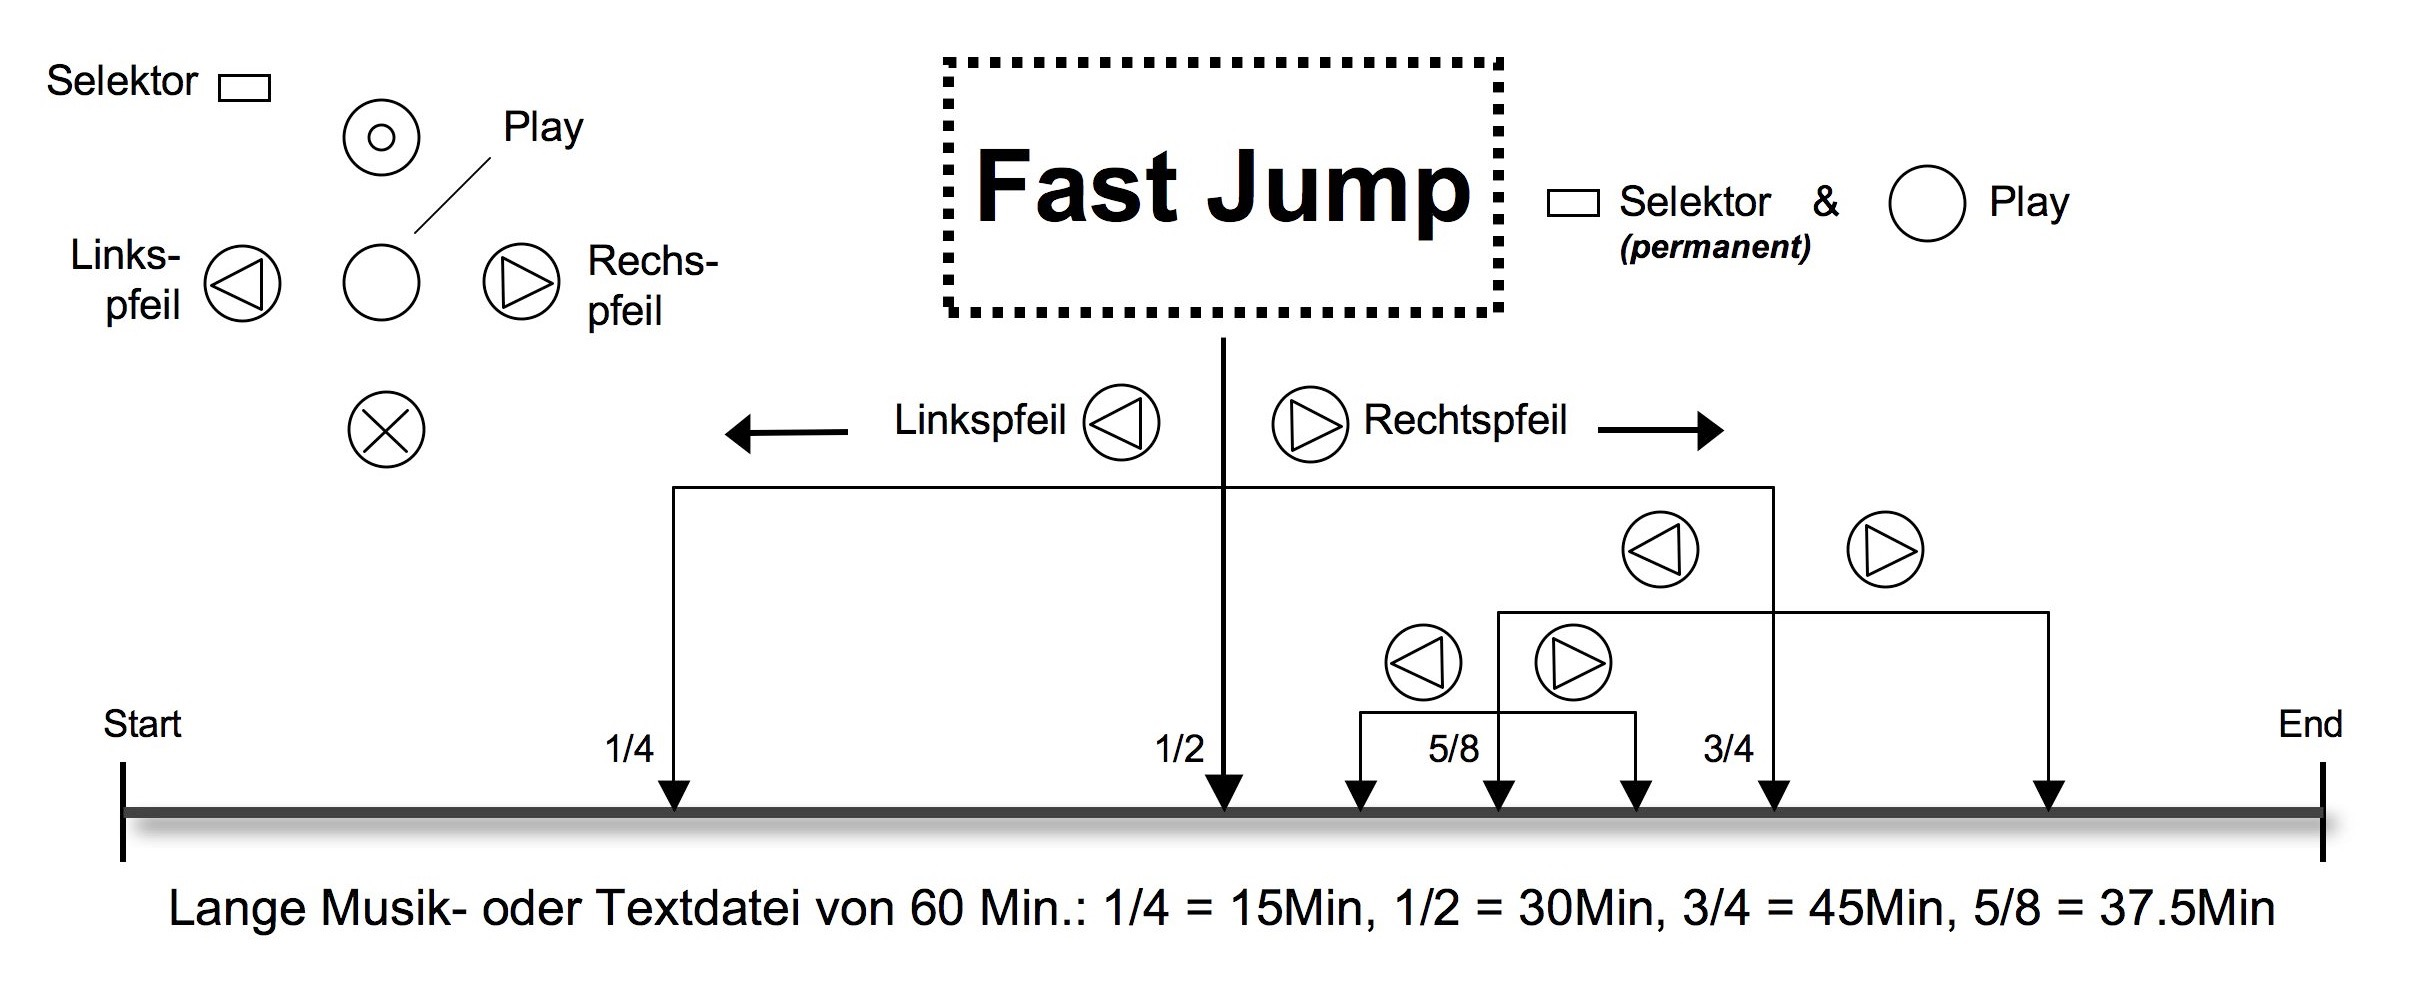 Selektor
Play
Links-
pfeil
Rechs-
pfeil
Fast Jump
Selektor & Play
(permanent)
Linkspfeil
Rechtspfeil
Start
1/4
1/2
5/8
3/4
End
Lange Musik- oder Textdatei von 60 Min.: 1/4 = 15Min, 1/2 = 30Min, 3/4 = 45Min, 5/8 = 37.5Min